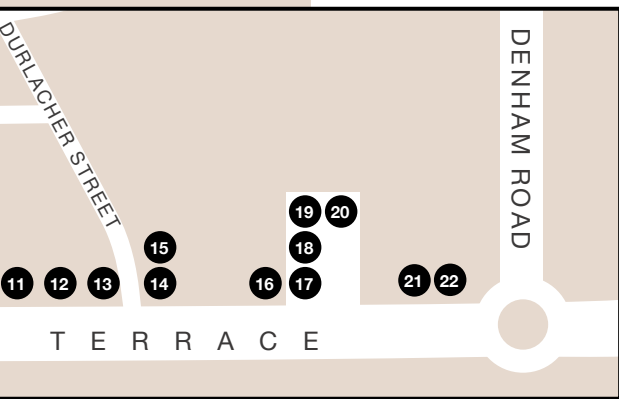 DURLACHER STREET
DENHAM ROAD
19 20
15 18
11 12 13 14 16 17 21 22
TERRACE